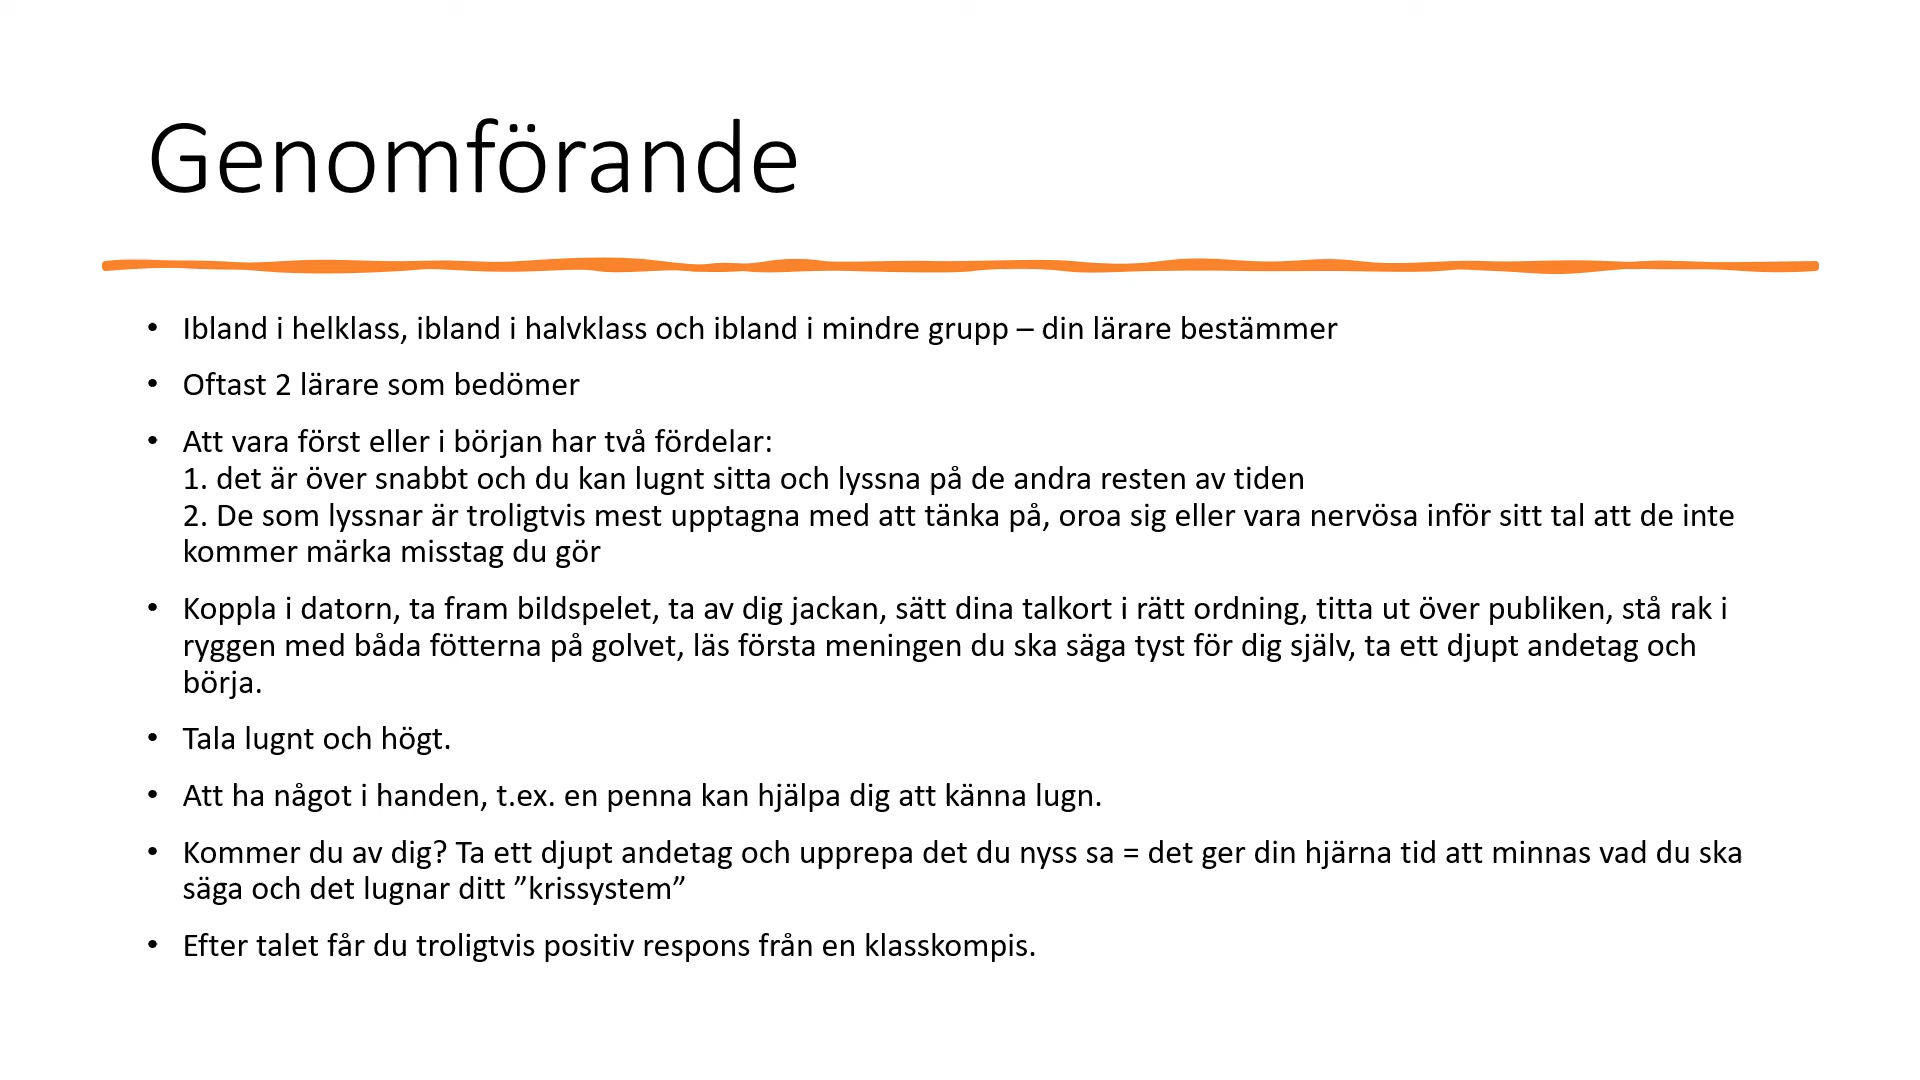 Genomförande
• Ibland i helklass, ibland i halvklass och ibland i mindre grupp – din lärare bestämmer
• Oftast 2 lärare som bedömer
• Att vara först eller i början har två fördelar:
1. det är över snabbt och du kan lugnt sitta och lyssna på de andra resten av tiden
2. De som lyssnar är troligtvis mest upptagna med att tänka på, oroa sig eller vara nervösa inför sitt tal att de inte
kommer märka misstag du gör
• Koppla i datorn, ta fram bildspelet, ta av dig jackan, sätt dina talkort i rätt ordning, titta ut över publiken, stå rak i
ryggen med båda fötterna på golvet, läs första meningen du ska säga tyst för dig själv, ta ett djupt andetag och
börja.
• Tala lugnt och högt.
• Att ha något i handen, t.ex. en penna kan hjälpa dig att känna lugn.
• Kommer du av dig? Ta ett djupt andetag och upprepa det du nyss sa = det ger din hjärna tid att minnas vad du ska
säga och det lugnar ditt ”krissystem”
• Efter talet får du troligtvis positiv respons från en klasskompis.